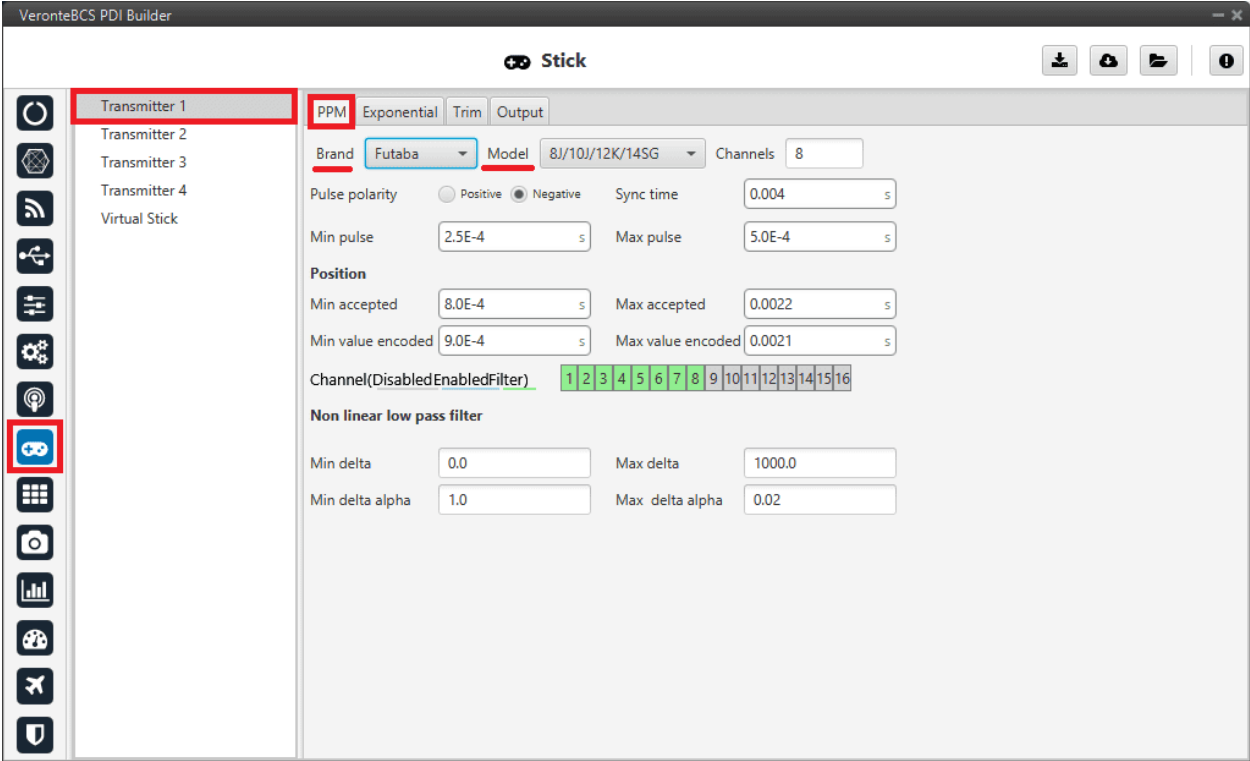 VeronteBCS PDI Builder
Stick
Transmitter 1
Transmitter 2
Transmitter 3
Transmitter 4
Virtual Stick
PPM Exponential Trim Output
Brand Futaba Model 8J/10J/12K/14SG Channels 8
Pulse polarity Positive Negative Sync time 0.004 s
Min pulse 2.5E-4 s Max pulse 5.0E-4 s
Position
Min accepted 8.0E-4 s Max accepted 0.0022 s
Min value encoded 9.0E-4 s Max value encoded 0.0021 s
Channel(DisabledEnabledFilter) 1 2 3 4 5 6 7 8 9 10 11 12 13 14 15 16
Non linear low pass filter
Min delta 0.0 Max delta 1000.0
Min delta alpha 1.0 Max delta alpha 0.02